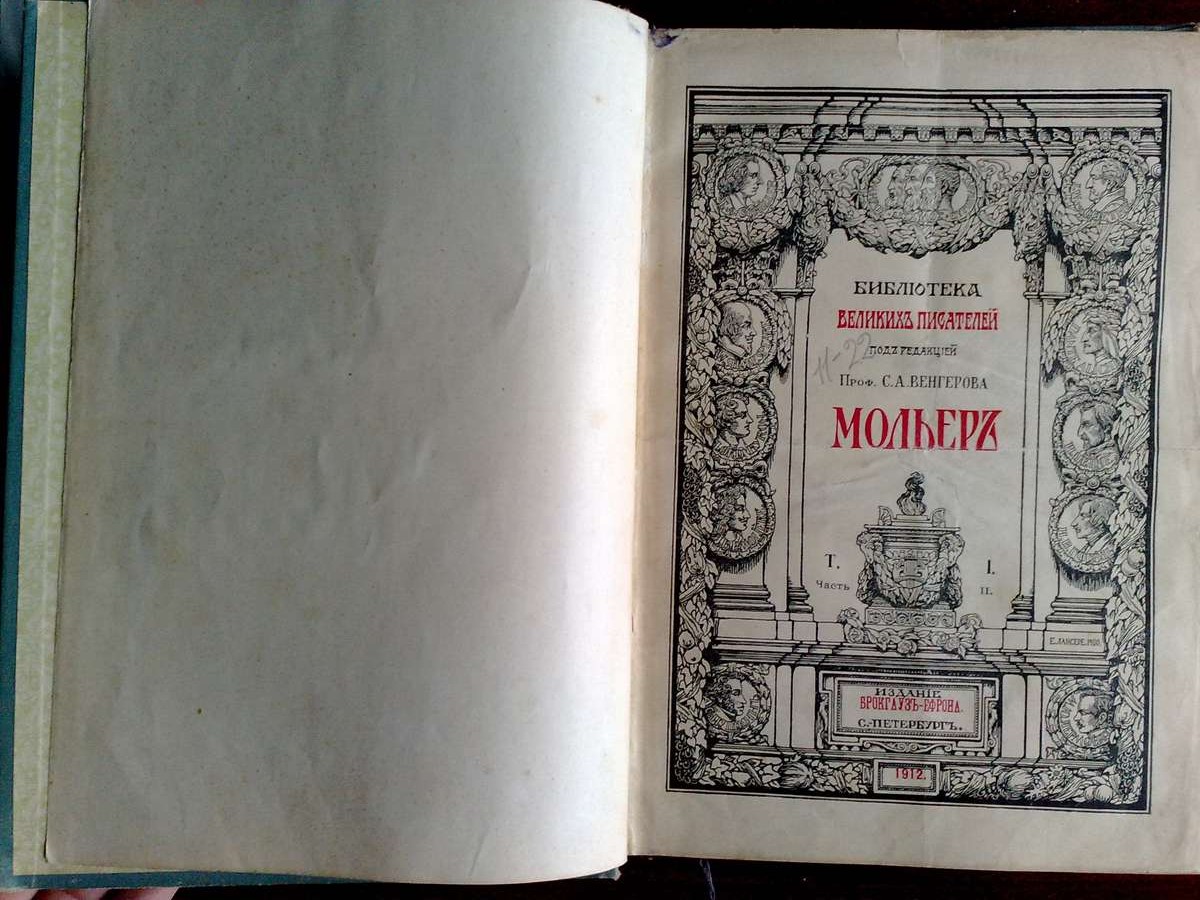 БИБЛІОТЕКА
ВЕЛИКИХЪ ПИСАТЕЛЕЙ
ПОДЪ РЕДАКЦІЕЙ
ПРОФ. С.А.ВЕНГЕРОВА
МОЛЬЕРЪ
Т. I.
Часть II.
Е.ЛАНСЕРЕ.
ИЗДАНІЕ
БРОКГАУЗЪ-ЕФРОНА.
С.-ПЕТЕРБУРГЪ.
1912.